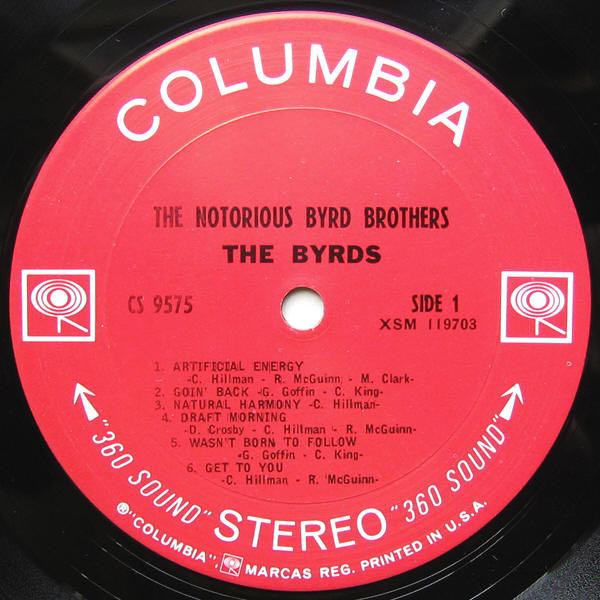 COLUMBIA
THE NOTORIOUS BYRD BROTHERS
THE BYRDS
CS 9575
SIDE 1
XSM 119703
1. ARTIFICIAL ENERGY
-C. Hillman - R. McGuinn, - M. Clark-
2. GOIN' BACK -G. Goffin - C. King-
3. NATURAL HARMONY -C. Hillman-
4. DRAFT MORNING
-D. Crosby - C. Hillman - R. McGuinn-
5. WASN'T BORN TO FOLLOW
-G. Goffin - C. King-
6. GET TO YOU
-C. Hillman - R. McGuinn-
"360 SOUND" STEREO "360 SOUND"
®"COLUMBIA", MARCAS REG. PRINTED IN U.S.A.